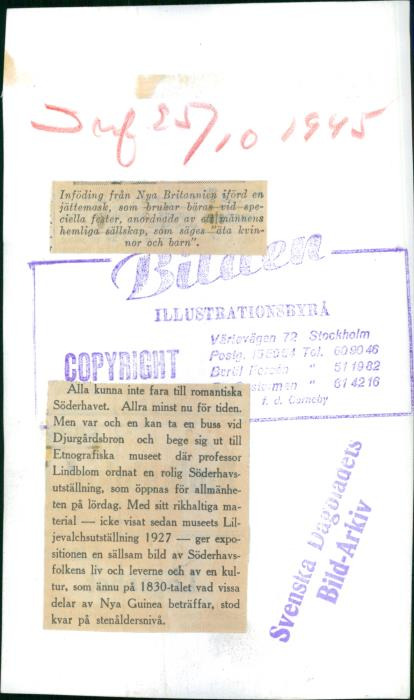 25/10 1945
Inföding från Nya Britannien iförd en
jättemask, som brukar bäras vid spe-
ciella fester, anordnade av männens
hemliga sällskap, som säges "äta kvin-
nor och barn".
Bilden
ILLUSTRATIONSBYRÅ
Värtavägen 72 Stockholm
COPYRIGHT
Postg. Tel. 60 90 46
Bertil " 51 19 82
" 61 42 16
f. d. Carneby
Alla kunna inte fara till romantiska
Söderhavet. Allra minst nu för tiden.
Men var och en kan ta en buss vid
Djurgårdsbron och bege sig ut till
Etnografiska museet där professor
Lindblom ordnat en rolig Söderhavs-
utställning, som öppnas för allmänhe-
ten på lördag. Med sitt rikhaltiga ma-
terial — icke visat sedan museets Lil-
jevalchsutställning 1927 — ger expo-
sitionen en sällsam bild av Söderhavs-
folkens liv och leverne och av en kul-
tur, som ännu på 1830-talet vad vissa
delar av Nya Guinea beträffar, stod
kvar på stenåldersnivå.
Svenska Dagbladets
Bild-Arkiv